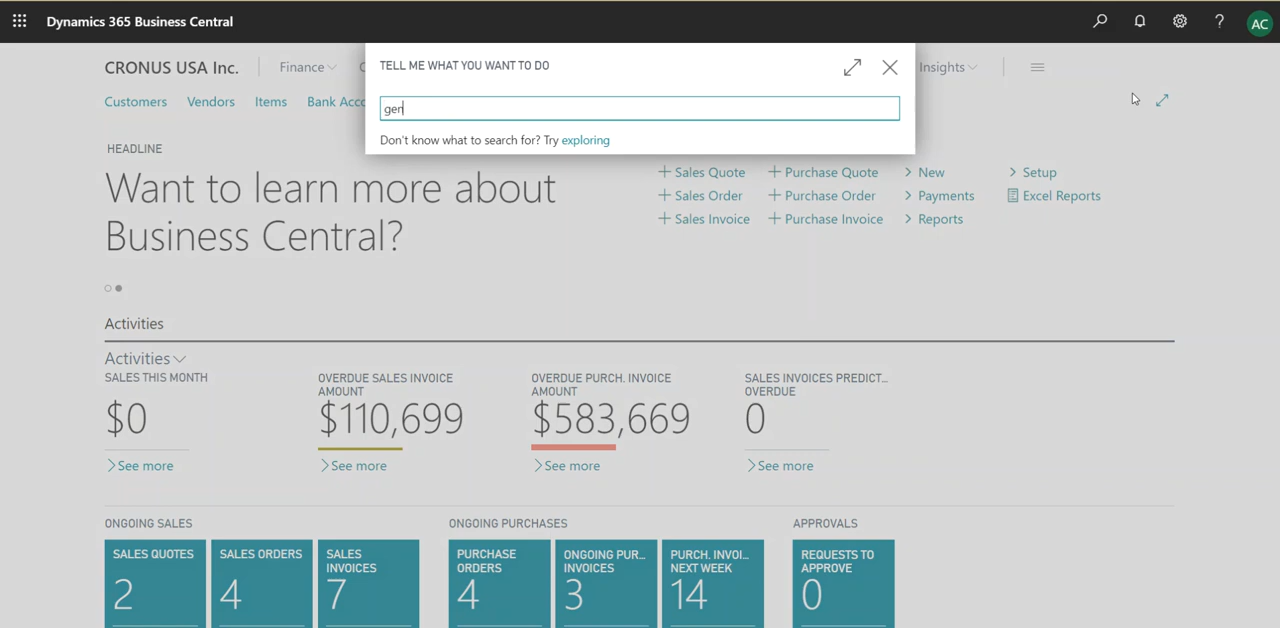 Dynamics 365 Business Central
?
AC
CRONUS USA Inc.
Finance
Insights
TELL ME WHAT YOU WANT TO DO
gen
Don't know what to search for? Try exploring
Customers
Vendors
Items
Bank Acco
HEADLINE
Want to learn more about
Business Central?
+ Sales Quote
+ Purchase Quote
> New
> Setup
+ Sales Order
+ Purchase Order
> Payments
Excel Reports
+ Sales Invoice
+ Purchase Invoice
> Reports
Activities
Activities
SALES THIS MONTH
$0
>See more
OVERDUE SALES INVOICE
AMOUNT
$110,699
>See more
OVERDUE PURCH. INVOICE
AMOUNT
$583,669
>See more
SALES INVOICES PREDICT...
OVERDUE
0
>See more
ONGOING SALES
SALES QUOTES
2
SALES ORDERS
4
SALES
INVOICES
7
ONGOING PURCHASES
PURCHASE
ORDERS
4
ONGOING PUR...
INVOICES
3
PURCH. INVOI...
NEXT WEEK
14
APPROVALS
REQUESTS TO
APPROVE
0